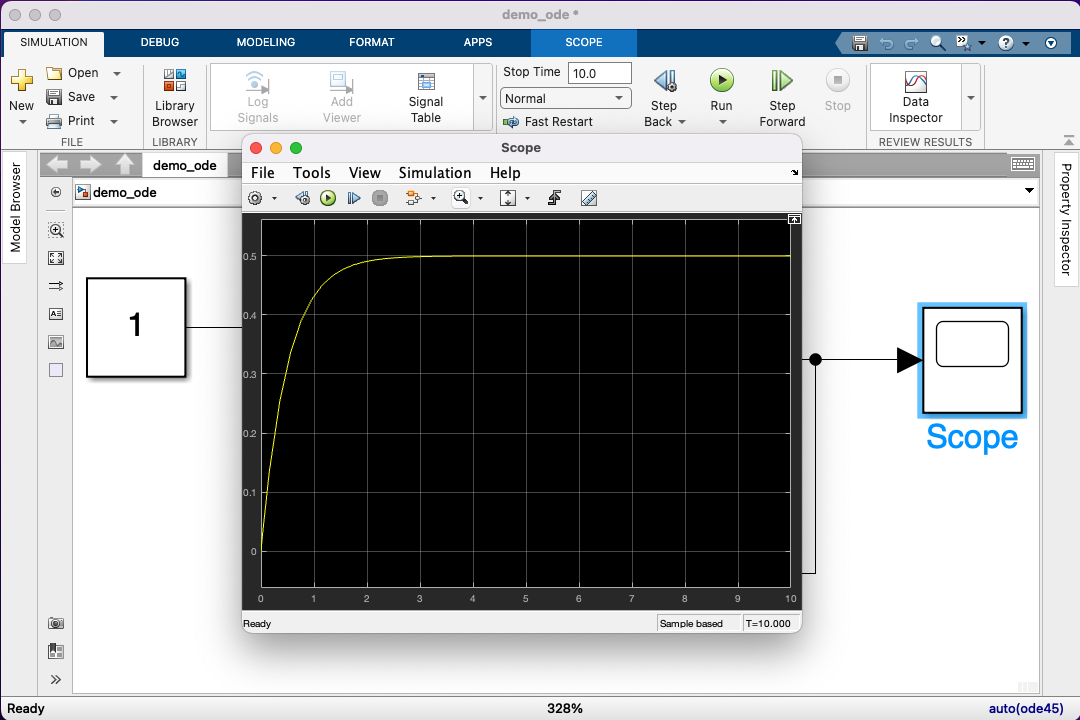 demo_ode *
SIMULATION DEBUG MODELING FORMAT APPS SCOPE
New
Open
Save
Print
FILE
Library
Browser
LIBRARY
Log
Signals
Add
Viewer
Signal
Table
Stop Time 10.0
Normal
Fast Restart
Step
Back
Run
Step
Forward
Stop
Data
Inspector
REVIEW RESULTS
Model Browser
demo_ode
demo_ode
Property Inspector
1
Scope
File Tools View Simulation Help
0.5
0.4
0.3
0.2
0.1
0
0 1 2 3 4 5 6 7 8 9 10
Ready Sample based T=10.000
Scope
Ready 328% auto(ode45)